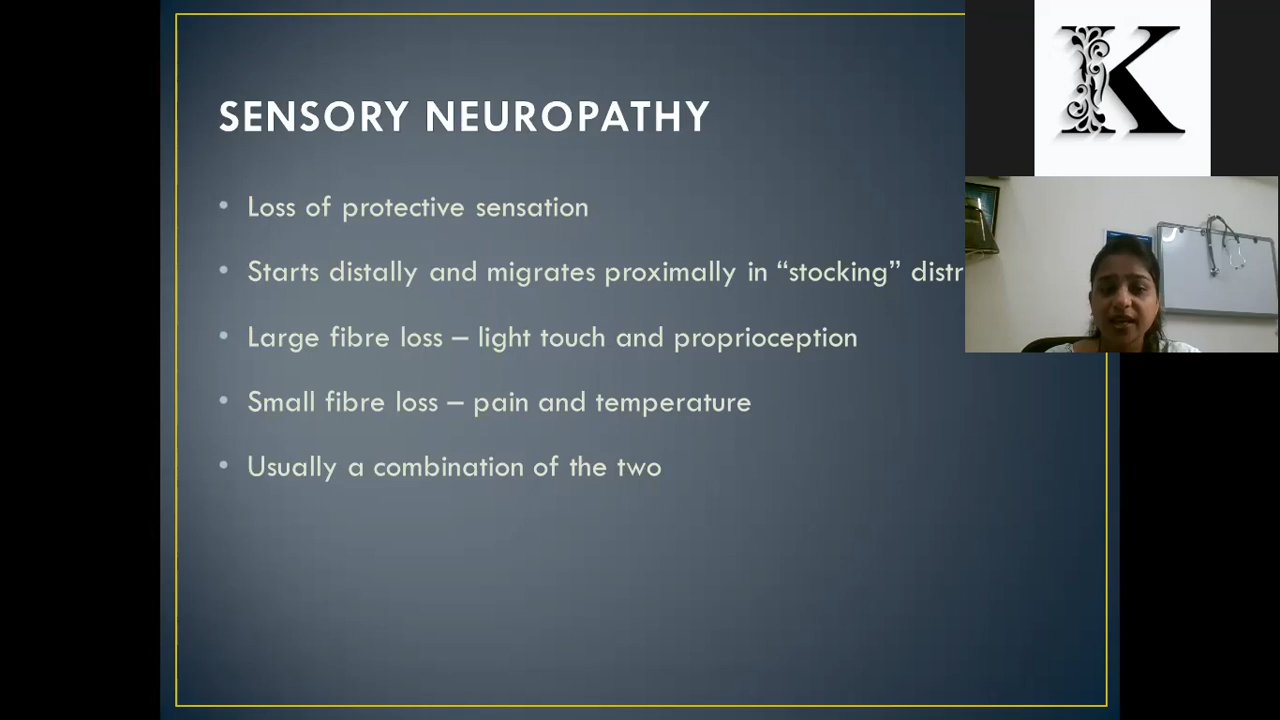 SENSORY NEUROPATHY
• Loss of protective sensation
• Starts distally and migrates proximally in “stocking”
• Large fibre loss – light touch and proprioception
• Small fibre loss – pain and temperature
• Usually a combination of the two
K